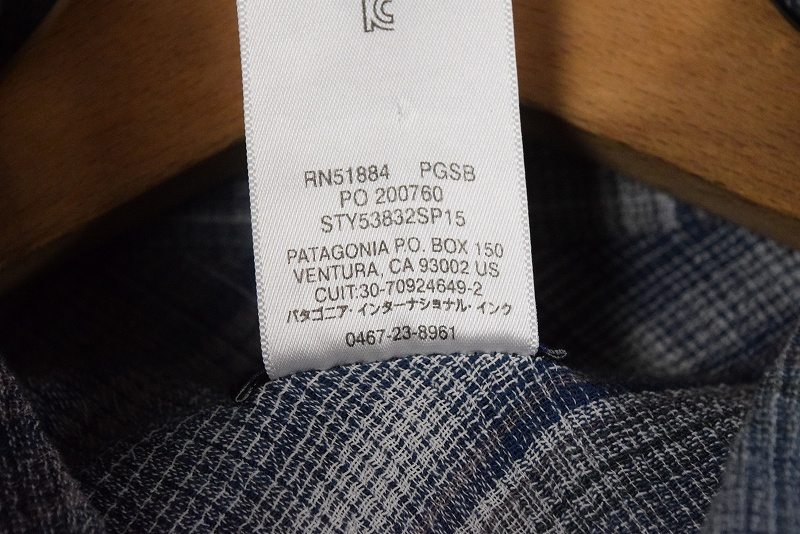 RN51884 PGSB
PO 200760
STY53832SP15
PATAGONIA P.O. BOX 150
VENTURA, CA 93002 US
CUIT:30-70924649-2
パタゴニア・インターナショナル・インク
0467-23-8961